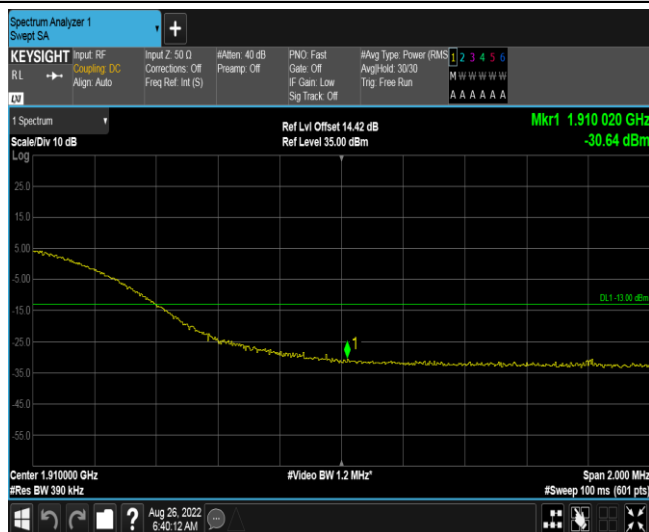 Spectrum Analyzer 1
Swept SA
KEYSIGHT
RL
LXI
Input: RF
Coupling: DC
Align: Auto
Input Z: 50 Ω
Corrections: Off
Freq Ref: Int (S)
#Atten: 40 dB
Preamp: Off
PNO: Fast
Gate: Off
IF Gain: Low
Sig Track: Off
#Avg Type: Power (RMS
Avg|Hold: 30/30
Trig: Free Run
1 2 3 4 5 6
M W W W W W
A A A A A A
1 Spectrum
Scale/Div 10 dB
Log
Ref Lvl Offset 14.42 dB
Ref Level 35.00 dBm
Mkr1 1.910 020 GHz
-30.64 dBm
25.0
15.0
5.00
-5.00
DL1 -13.00 dBm
-15.0
-25.0
1
-35.0
-45.0
-55.0
Center 1.910000 GHz
#Res BW 390 kHz
#Video BW 1.2 MHz*
Span 2.000 MHz
#Sweep 100 ms (601 pts)
?
Aug 26, 2022
6:40:12 AM